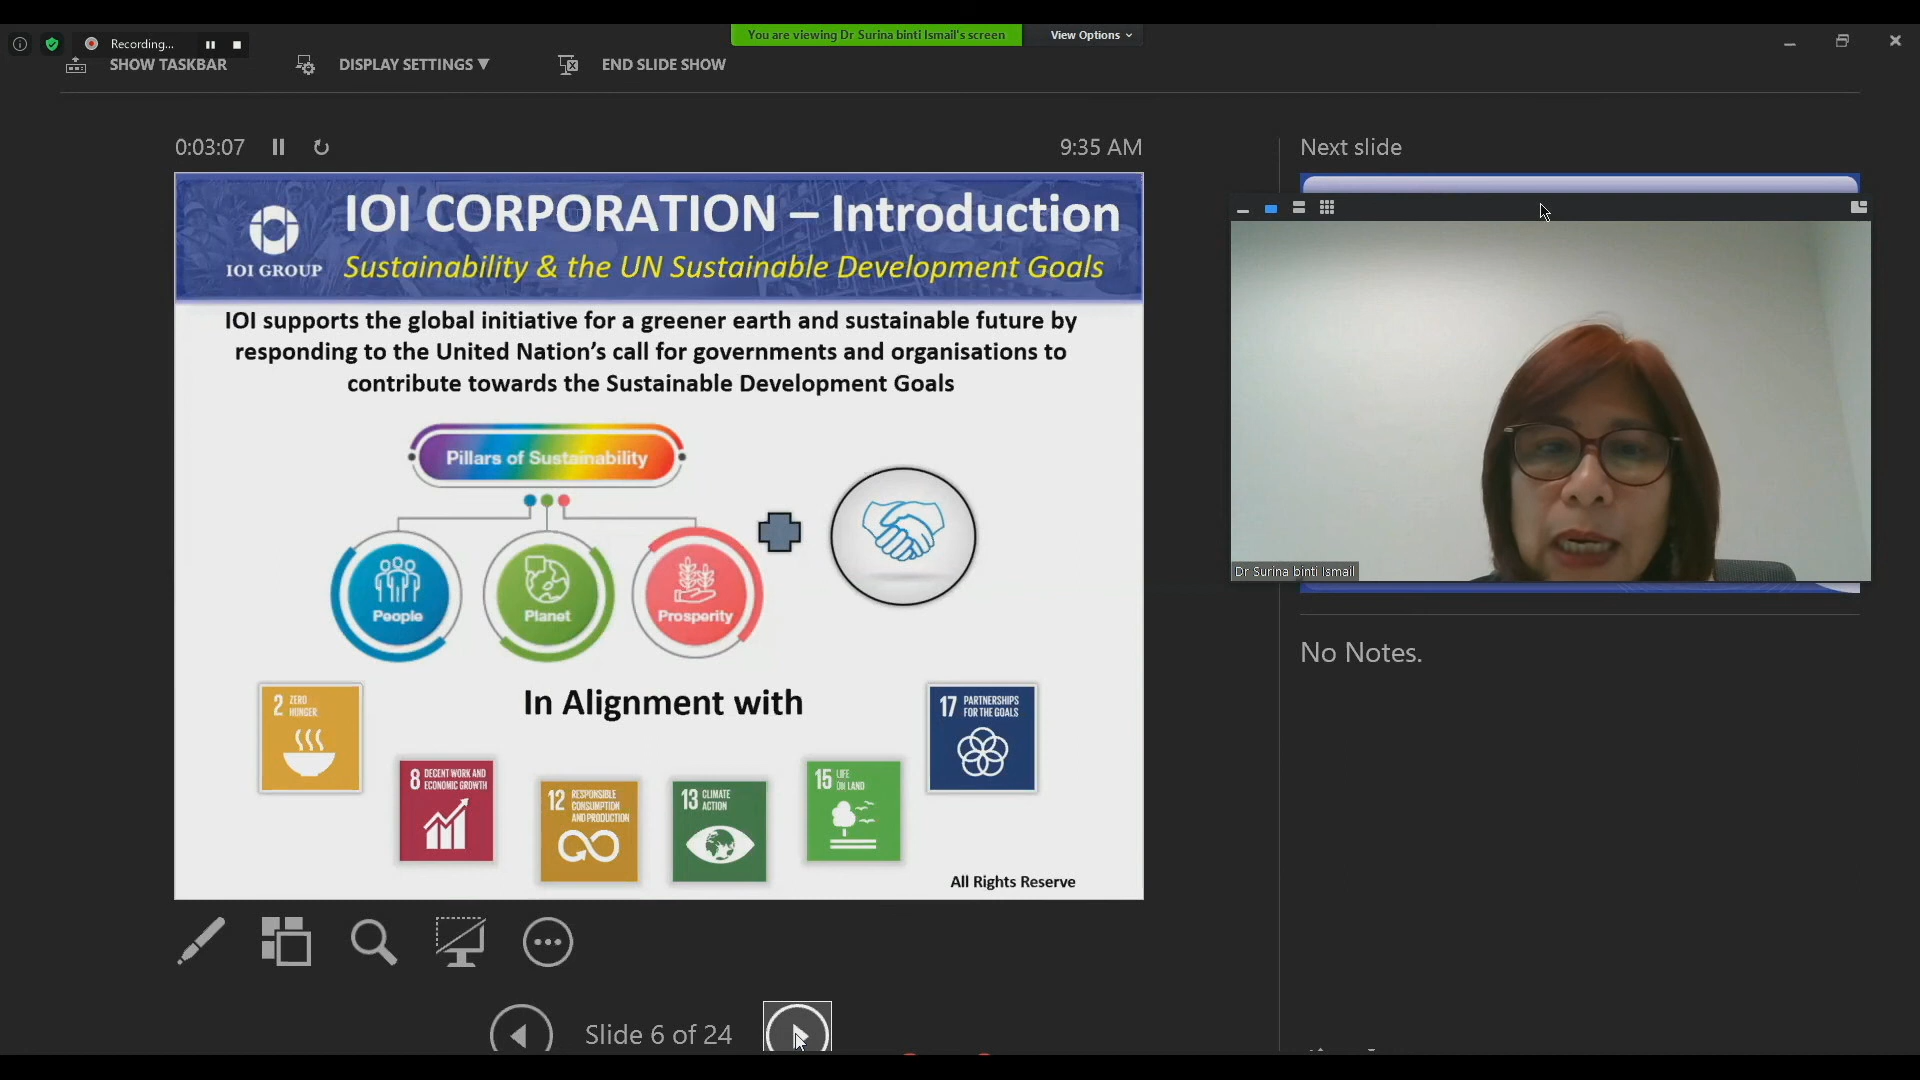 You are viewing Dr Surina binti Ismail's screen
View Options
Recording...
SHOW TASKBAR
DISPLAY SETTINGS ▼
END SLIDE SHOW
0:03:07
9:35 AM
Next slide
IOI GROUP
IOI CORPORATION – Introduction
Sustainability & the UN Sustainable Development Goals
IOI supports the global initiative for a greener earth and sustainable future by
responding to the United Nation's call for governments and organisations to
contribute towards the Sustainable Development Goals
Pillars of Sustainability
People
Planet
Prosperity
In Alignment with
2 ZERO
HUNGER
8 DECENT WORK AND
ECONOMIC GROWTH
12 RESPONSIBLE
CONSUMPTION
AND PRODUCTION
13 CLIMATE
ACTION
15 LIFE
ON LAND
17 PARTNERSHIPS
FOR THE GOALS
All Rights Reserve
Dr Surina binti Ismail
No Notes.
Slide 6 of 24